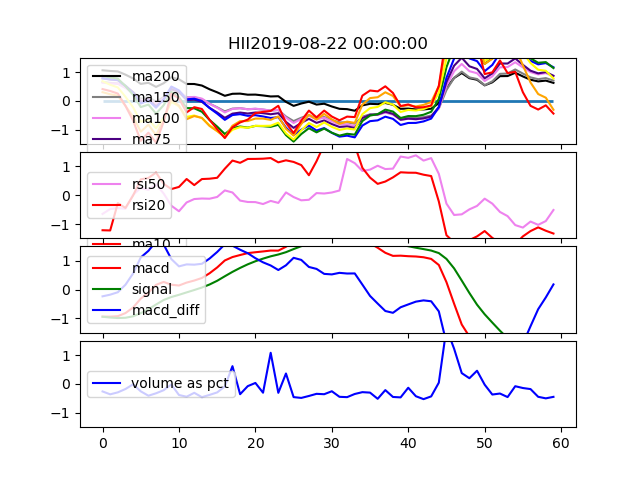 HII2019-08-22 00:00:00
1
0
−1
ma200
ma150
ma100
ma75
1
0
−1
rsi50
rsi20
ma10
1
0
−1
macd
signal
macd_diff
1
0
−1
volume as pct
0 10 20 30 40 50 60